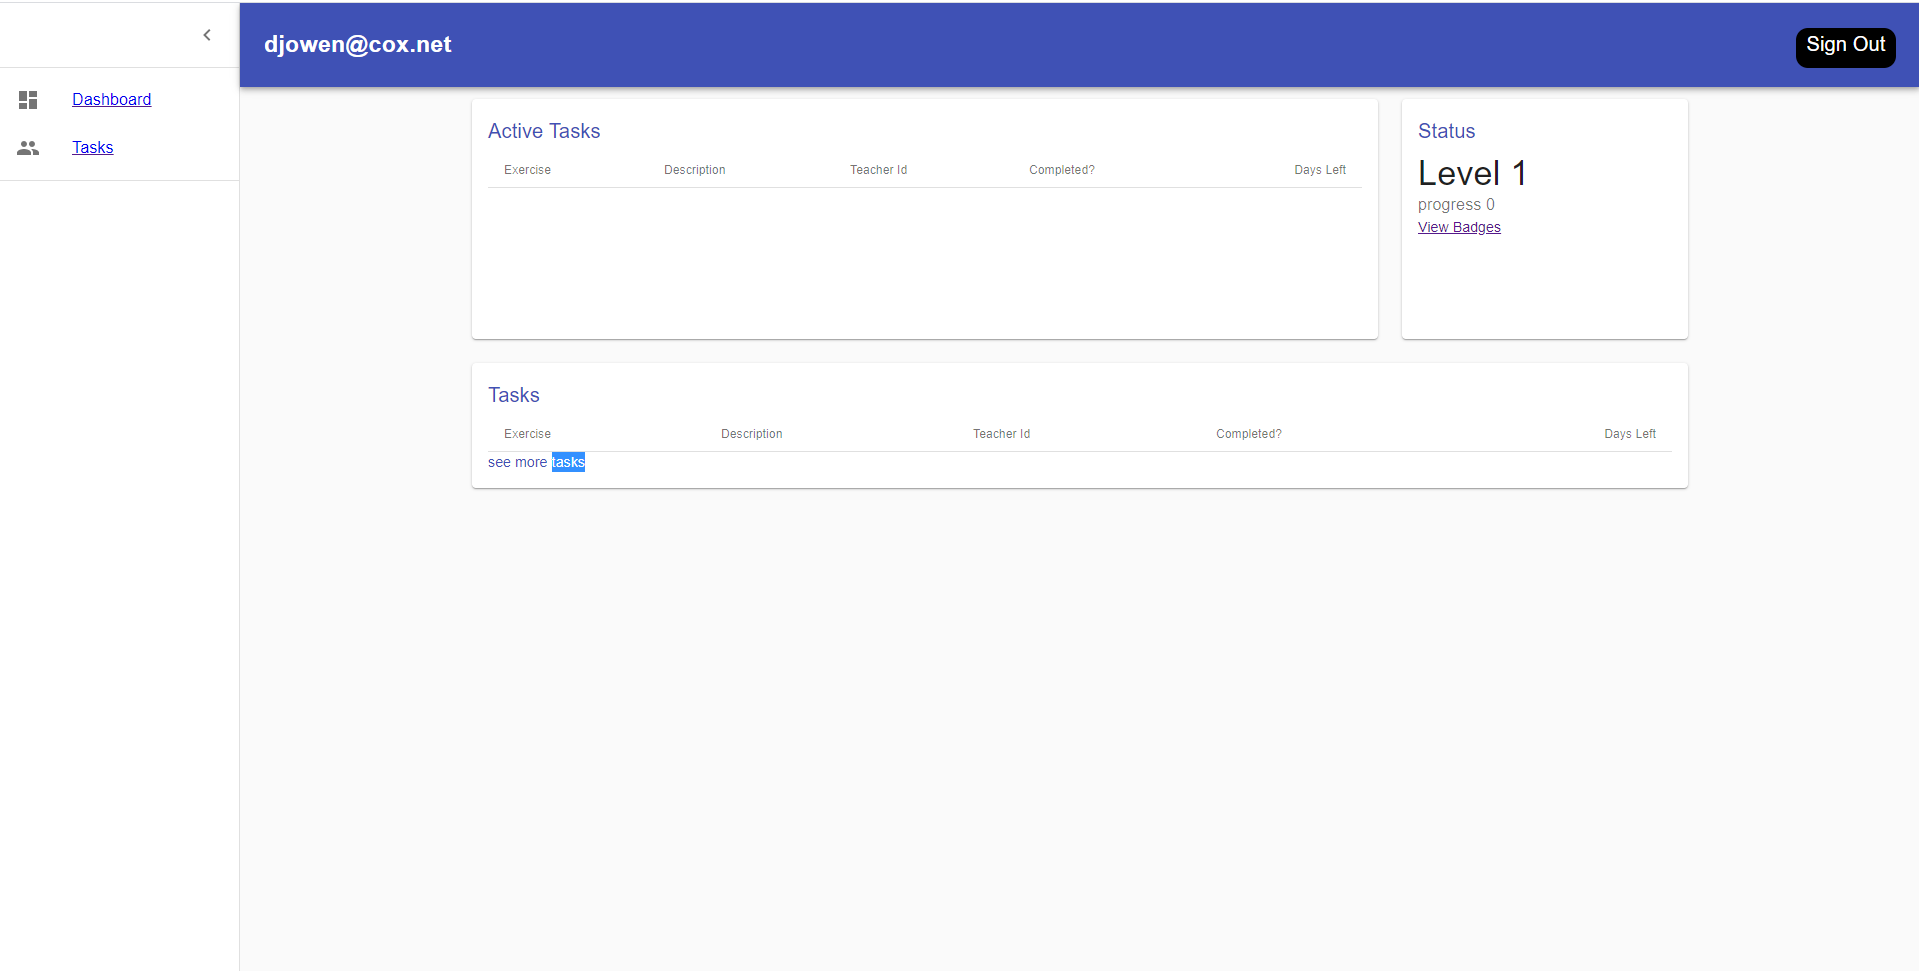 djowen@cox.net
Sign Out
Dashboard
Tasks
Active Tasks
Exercise Description Teacher Id Completed? Days Left
Status
Level 1
progress 0
View Badges
Tasks
Exercise Description Teacher Id Completed? Days Left
see more tasks